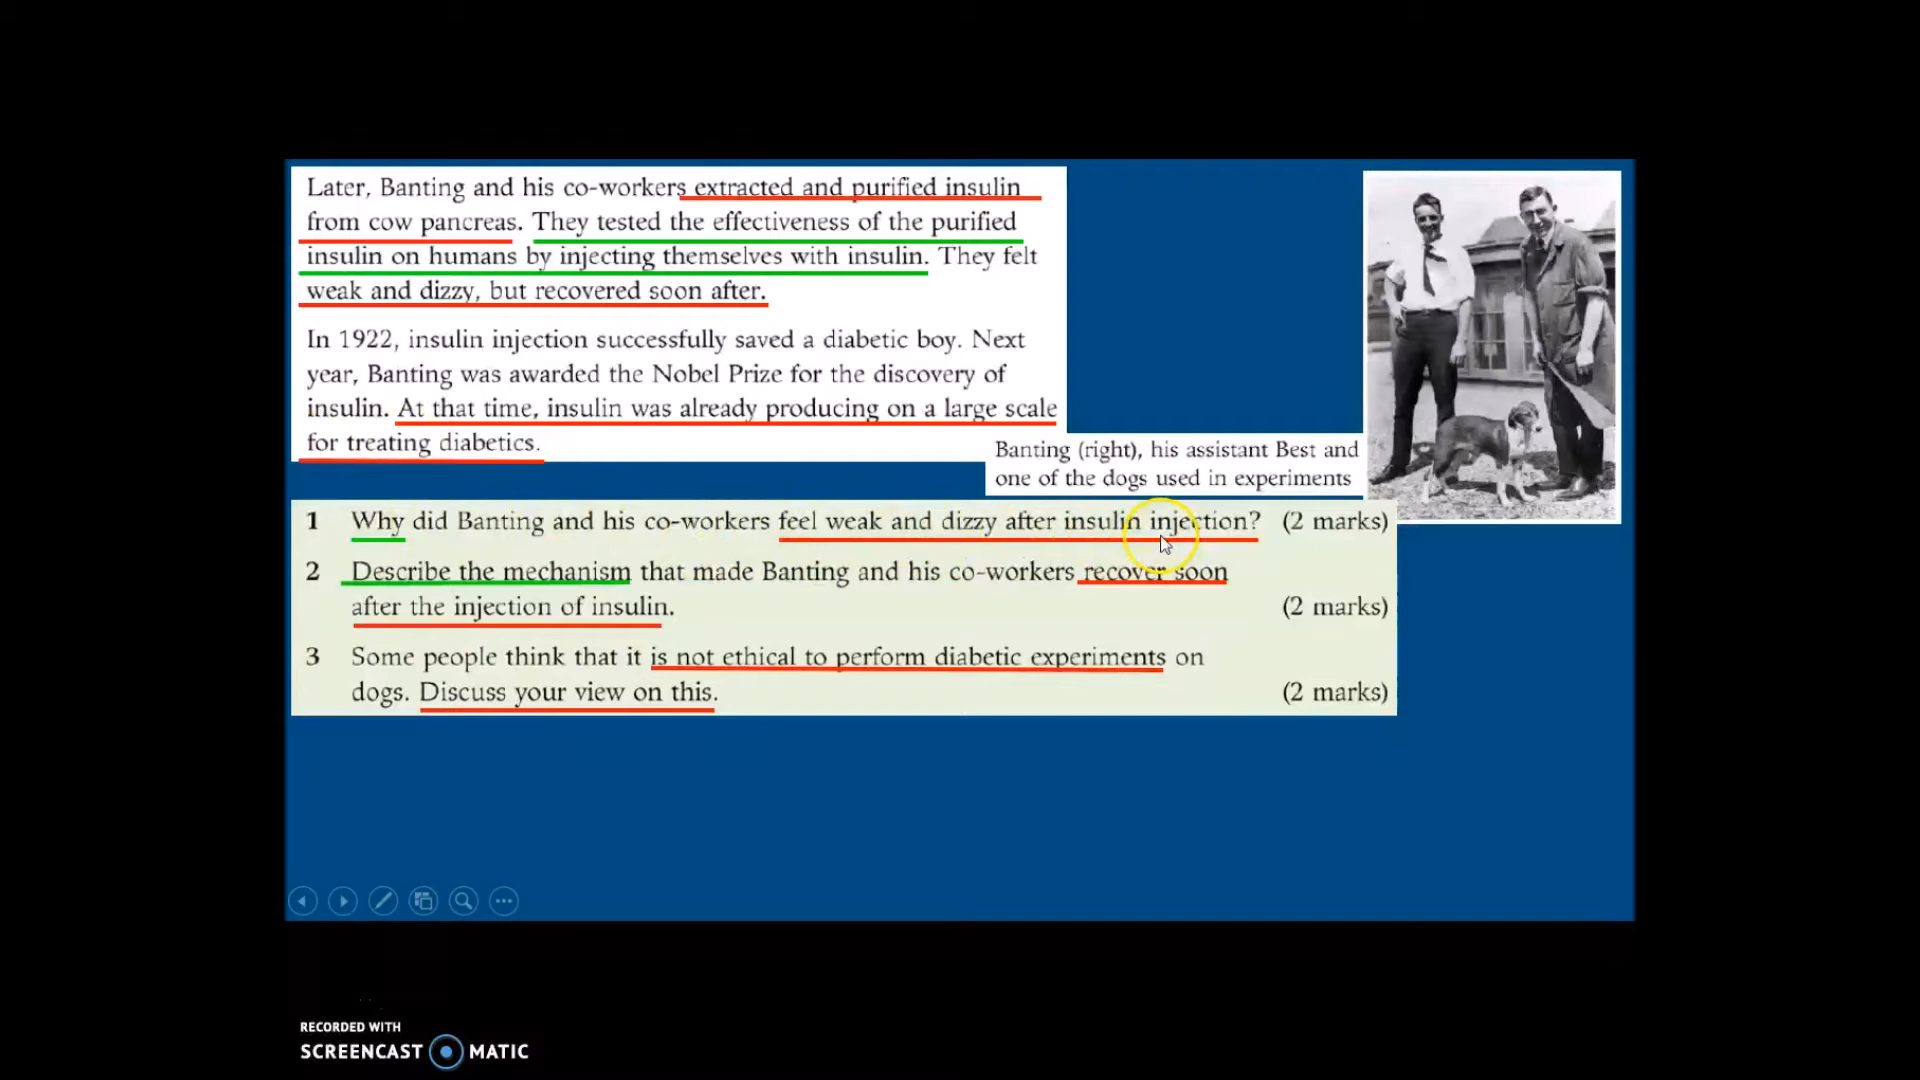 Later, Banting and his co-workers extracted and purified insulin
from cow pancreas. They tested the effectiveness of the purified
insulin on humans by injecting themselves with insulin. They felt
weak and dizzy, but recovered soon after.
In 1922, insulin injection successfully saved a diabetic boy. Next
year, Banting was awarded the Nobel Prize for the discovery of
insulin. At that time, insulin was already producing on a large scale
for treating diabetics.
Banting (right), his assistant Best and
one of the dogs used in experiments
1 Why did Banting and his co-workers feel weak and dizzy after insulin injection? (2 marks)
2 Describe the mechanism that made Banting and his co-workers recover soon
after the injection of insulin. (2 marks)
3 Some people think that it is not ethical to perform diabetic experiments on
dogs. Discuss your view on this. (2 marks)
RECORDED WITH
SCREENCAST MATIC